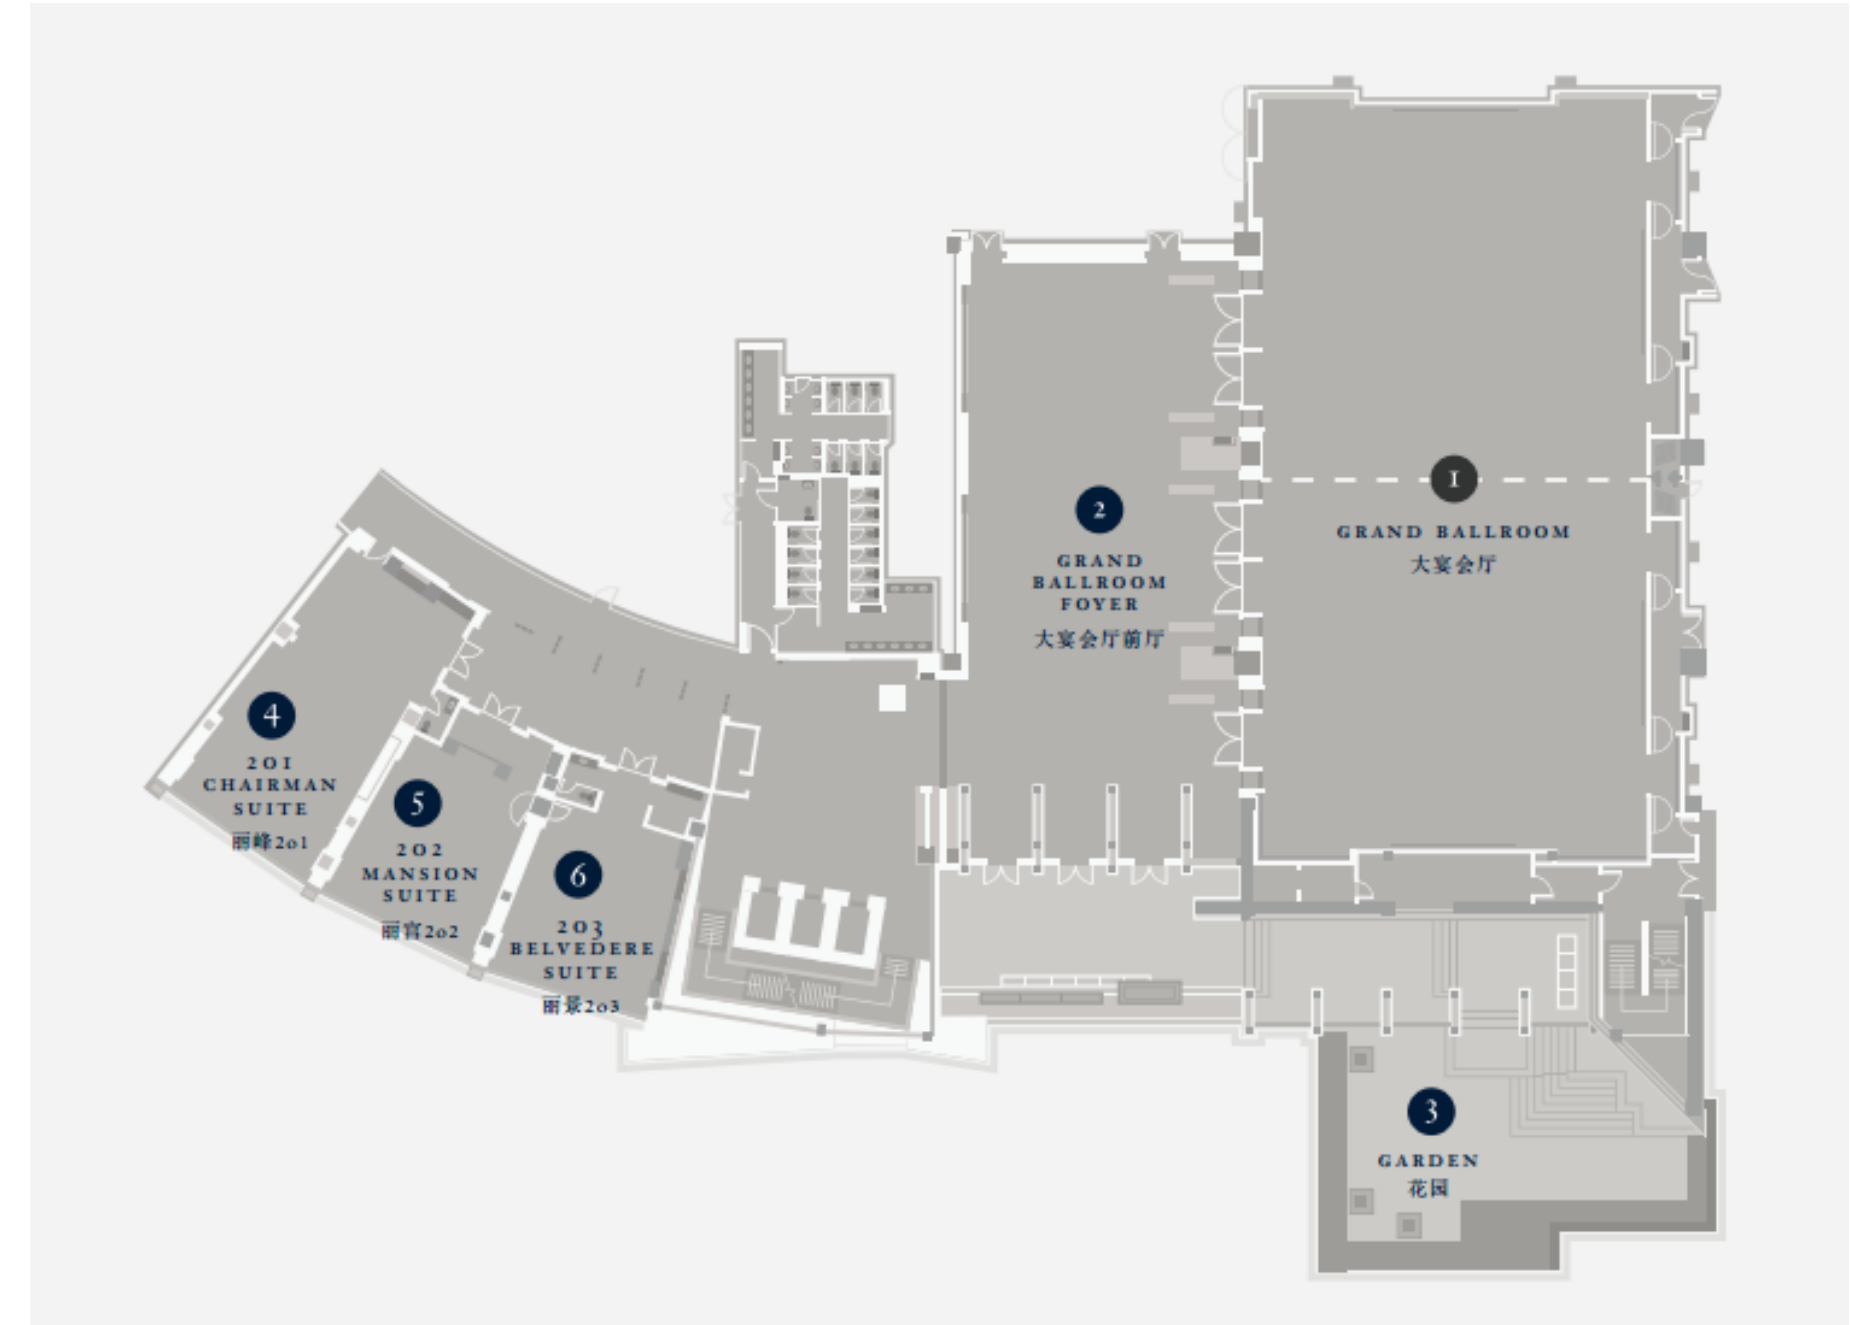 1
GRAND BALLROOM
大宴会厅
2
GRAND
BALLROOM
FOYER
大宴会厅前厅
4
201
CHAIRMAN
SUITE
丽峰201
5
202
MANSION
SUITE
丽宫202
6
203
BELVEDERE
SUITE
丽景203
3
GARDEN
花园